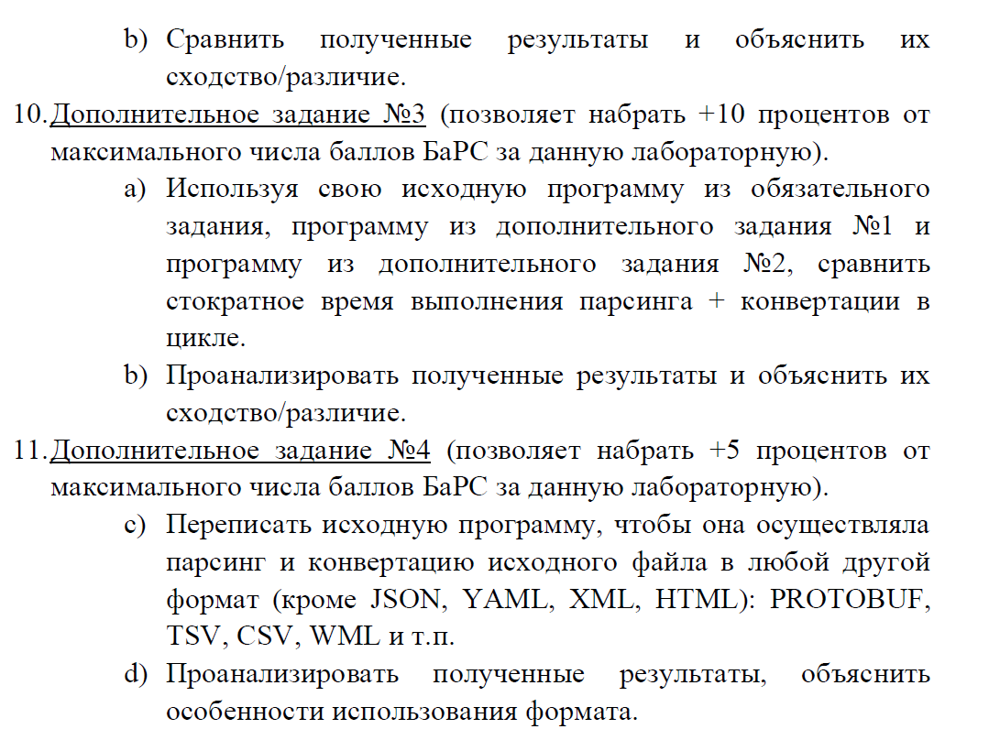 b) Сравнить полученные результаты и объяснить их
сходство/различие.
10. Дополнительное задание №3 (позволяет набрать +10 процентов от
максимального числа баллов БаРС за данную лабораторную).
a) Используя свою исходную программу из обязательного
задания, программу из дополнительного задания №1 и
программу из дополнительного задания №2, сравнить
стократное время выполнения парсинга + конвертации в
цикле.
b) Проанализировать полученные результаты и объяснить их
сходство/различие.
11. Дополнительное задание №4 (позволяет набрать +5 процентов от
максимального числа баллов БаРС за данную лабораторную).
c) Переписать исходную программу, чтобы она осуществляла
парсинг и конвертацию исходного файла в любой другой
формат (кроме JSON, YAML, XML, HTML): PROTOBUF,
TSV, CSV, WML и т.п.
d) Проанализировать полученные результаты, объяснить
особенности использования формата.